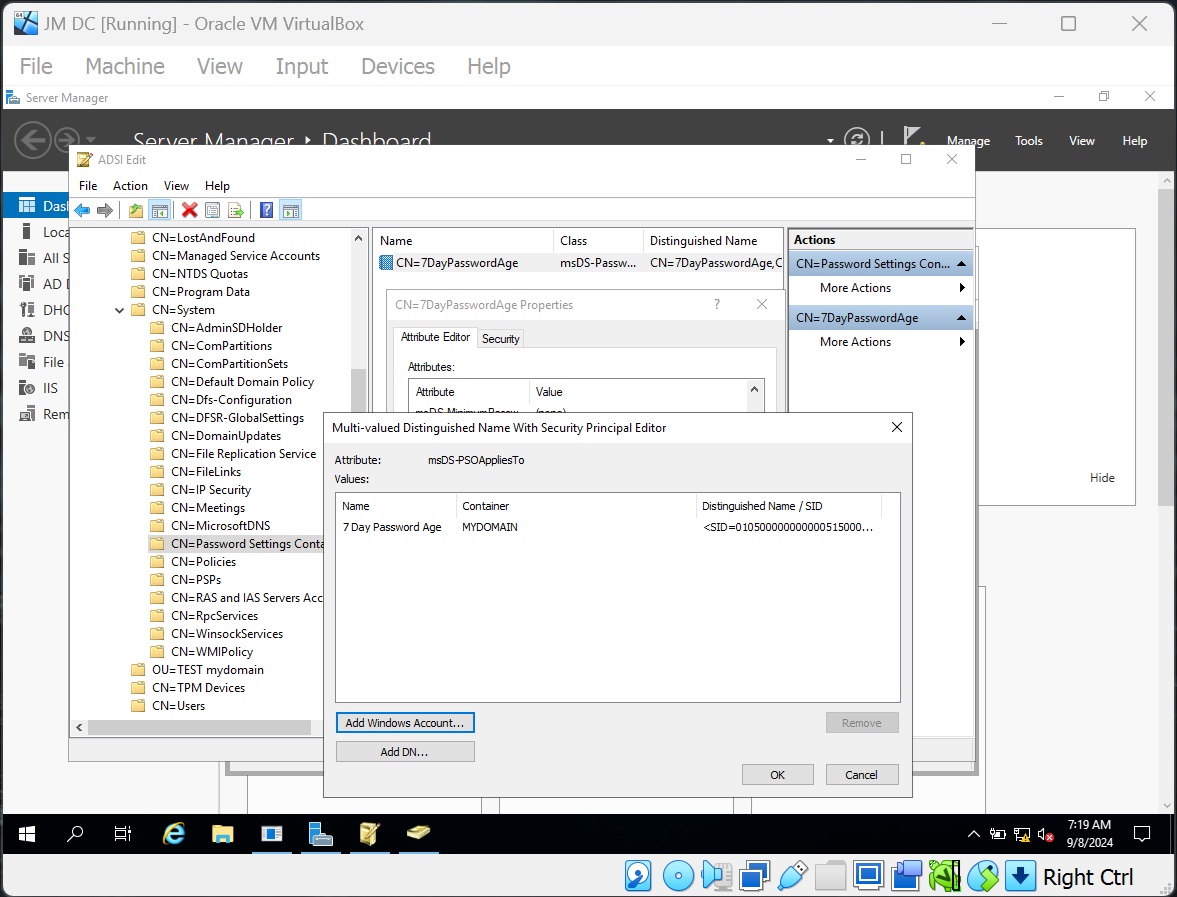 JM DC [Running] - Oracle VM VirtualBox
File Machine View Input Devices Help
Server Manager
Server Manager Dashboard
Manage Tools View Help
ADSI Edit
File Action View Help
Dash
Loca
All S
AD
DHC
DNS
File
IIS
Rem
CN=LostAndFound
CN=Managed Service Accounts
CN=NTDS Quotas
CN=Program Data
CN=System
CN=AdminSDHolder
CN=ComPartitions
CN=ComPartitionSets
CN=Default Domain Policy
CN=Dfs-Configuration
CN=DFSR-GlobalSettings
CN=DomainUpdates
CN=File Replication Service
CN=FileLinks
CN=IP Security
CN=Meetings
CN=MicrosoftDNS
CN=Password Settings Conta
CN=Policies
CN=PSPs
CN=RAS and IAS Servers Acc
CN=RpcServices
CN=WinsockServices
CN=WMIPolicy
OU=TEST mydomain
CN=TPM Devices
CN=Users
Name Class Distinguished Name
CN=7DayPasswordAge msDS-Passw... CN=7DayPasswordAge,C
Actions
CN=Password Settings Con...
More Actions
CN=7DayPasswordAge
More Actions
CN=7DayPasswordAge Properties
Attribute Editor Security
Attributes:
Attribute Value
Multi-valued Distinguished Name With Security Principal Editor
Attribute: msDS-PSOAppliesTo
Values:
Name Container Distinguished Name / SID
7 Day Password Age MYDOMAIN <SID=010500000000000515000...
Add Windows Account...
Remove
Add DN...
OK Cancel
Hide
7:19 AM
9/8/2024
Right Ctrl